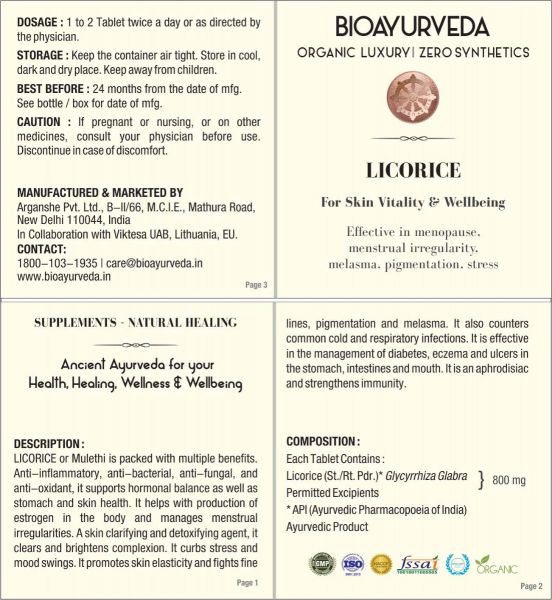 DOSAGE : 1 to 2 Tablet twice a day or as directed by
the physician.
STORAGE : Keep the container air tight. Store in cool,
dark and dry place. Keep away from children.
BEST BEFORE : 24 months from the date of mfg.
See bottle / box for date of mfg.
CAUTION : If pregnant or nursing, or on other
medicines, consult your physician before use.
Discontinue in case of discomfort.
MANUFACTURED & MARKETED BY
Arganshe Pvt. Ltd., B-II/66, M.C.I.E., Mathura Road,
New Delhi 110044, India
In Collaboration with Viktesa UAB, Lithuania, EU.
CONTACT:
1800-103-1935 | care@bioayurveda.in
www.bioayurveda.in
Page 3
BIOAYURVEDA
ORGANIC LUXURY| ZERO SYNTHETICS
LICORICE
For Skin Vitality & Wellbeing
Effective in menopause,
menstrual irregularity,
melasma, pigmentation, stress
SUPPLEMENTS - NATURAL HEALING
Ancient Ayurveda for your
Health, Healing, Wellness & Wellbeing
DESCRIPTION :
LICORICE or Mulethi is packed with multiple benefits.
Anti-inflammatory, anti-bacterial, anti-fungal, and
anti-oxidant, it supports hormonal balance as well as
stomach and skin health. It helps with production of
estrogen in the body and manages menstrual
irregularities. A skin clarifying and detoxifying agent, it
clears and brightens complexion. It curbs stress and
mood swings. It promotes skin elasticity and fights fine
Page 1
lines, pigmentation and melasma. It also counters
common cold and respiratory infections. It is effective
in the management of diabetes, eczema and ulcers in
the stomach, intestines and mouth. It is an aphrodisiac
and strengthens immunity.
COMPOSITION :
Each Tablet Contains :
Licorice (St./Rt. Pdr.)* Glycyrrhiza Glabra } 800 mg
Permitted Excipients
* API (Ayurvedic Pharmacopoeia of India)
Ayurvedic Product
GMP ISO HACCP fssai ORGANIC
Page 2